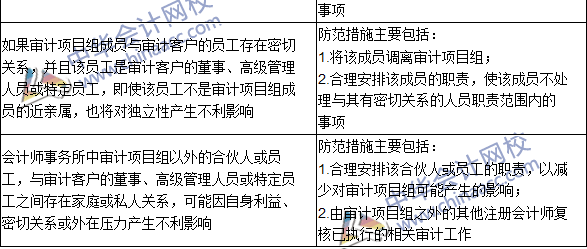 事项
如果审计项目组成员与审计客户的员工存在密切
关系，并且该员工是审计客户的董事、高级管理
人员或特定员工，即使该员工不是审计项目组成
员的近亲属，也将对独立性产生不利影响
防范措施主要包括：
1.将该成员调离审计项目组；
2.合理安排该成员的职责，使该成员不处
理与其有密切关系的人员职责范围内的
事项
会计师事务所中审计项目组以外的合伙人或员
工，与审计客户的董事、高级管理人员或特定员
工之间存在家庭或私人关系，可能因自身利益、
密切关系或外在压力产生不利影响
防范措施主要包括：
1.合理安排该合伙人或员工的职责，以减
少对审计项目组可能产生的影响；
2.由审计项目组之外的其他注册会计师复
核已执行的相关审计工作
中华会计网校
中华会计网校